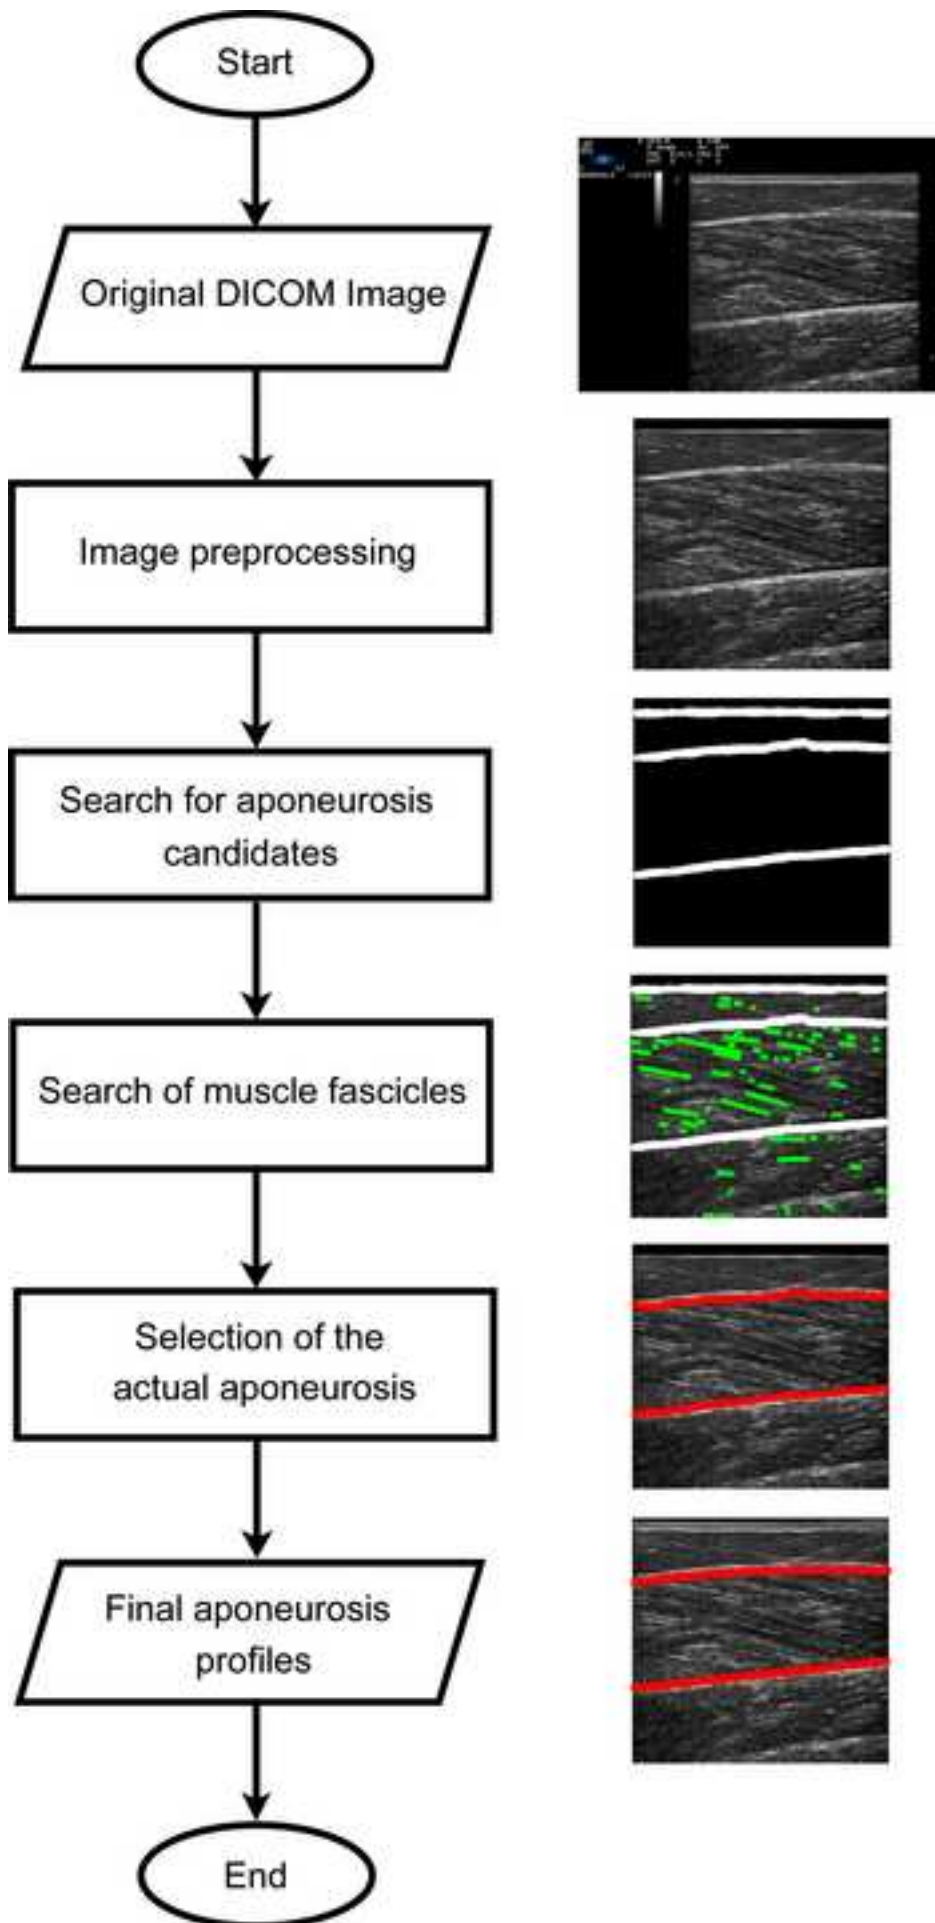 Start
Original DICOM Image
Image preprocessing
Search for aponeurosis
candidates
Search of muscle fascicles
Selection of the
actual aponeurosis
Final aponeurosis
profiles
End